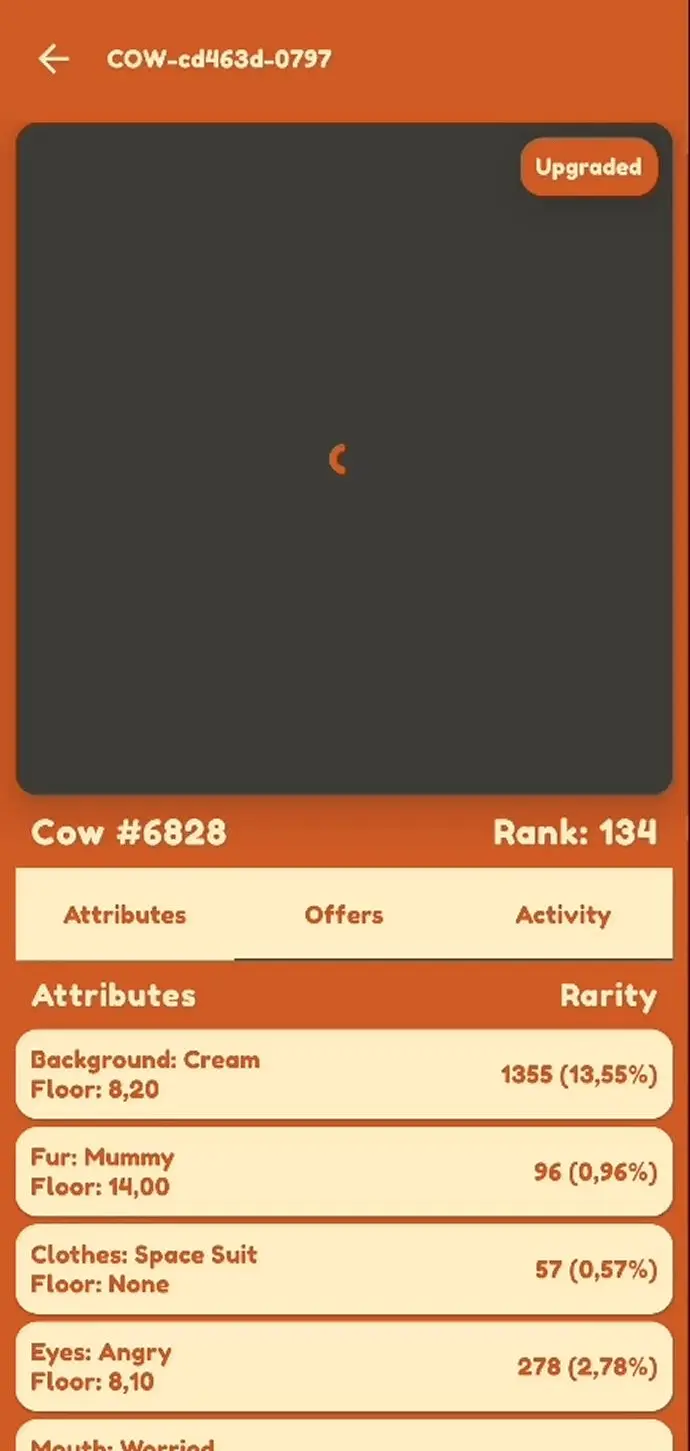 COW-cd463d-0797
Upgraded
Cow #6828
Rank: 134
Attributes
Offers
Activity
Attributes
Rarity
Background: Cream
Floor: 8,20
1355 (13,55%)
Fur: Mummy
Floor: 14,00
96 (0,96%)
Clothes: Space Suit
Floor: None
57 (0,57%)
Eyes: Angry
Floor: 8,10
278 (2,78%)
Mouth: Worried